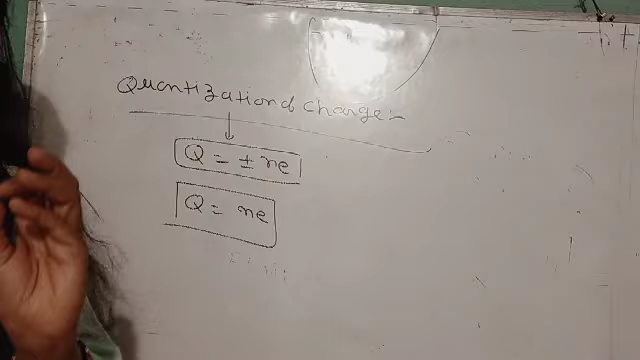 Quantization of Charge:-
Q = ± ne
Q = ne